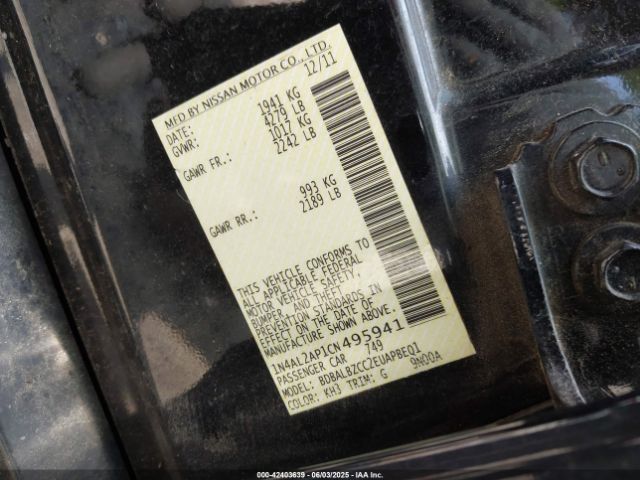 MFD BY NISSAN MOTOR CO., LTD.
DATE: 12/11
GVWR: 1941 KG
4279 LB
GAWR FR.: 1017 KG
2242 LB
GAWR RR.: 993 KG
2189 LB
THIS VEHICLE CONFORMS TO
ALL APPLICABLE FEDERAL
MOTOR VEHICLE SAFETY,
BUMPER, AND THEFT
PREVENTION STANDARDS IN
EFFECT ON THE DATE OF
MANUFACTURE SHOWN ABOVE.
1N4AL2AP1CN495941
PASSENGER CAR 749
MODEL: BDBALBZCC2EUAPBEQ1
COLOR: KH3 TRIM: G 9N00A
000-42403639 - 06/03/2025 - IAA Inc.